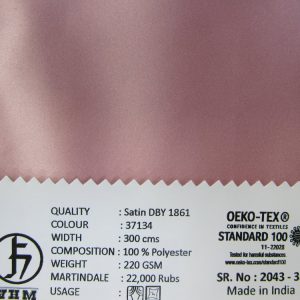 QUALITY : Satin DBY 1861
COLOUR : 37134
WIDTH : 300 cms
COMPOSITION : 100 % Polyester
WEIGHT : 220 GSM
MARTINDALE : 22,000 Rubs
USAGE :
OEKO-TEX®
CONFIDENCE IN TEXTILES
STANDARD 100
Tested for harmful substances
www.oeko-tex.com/standard100
SR. No : 2043 - 3
Made in India